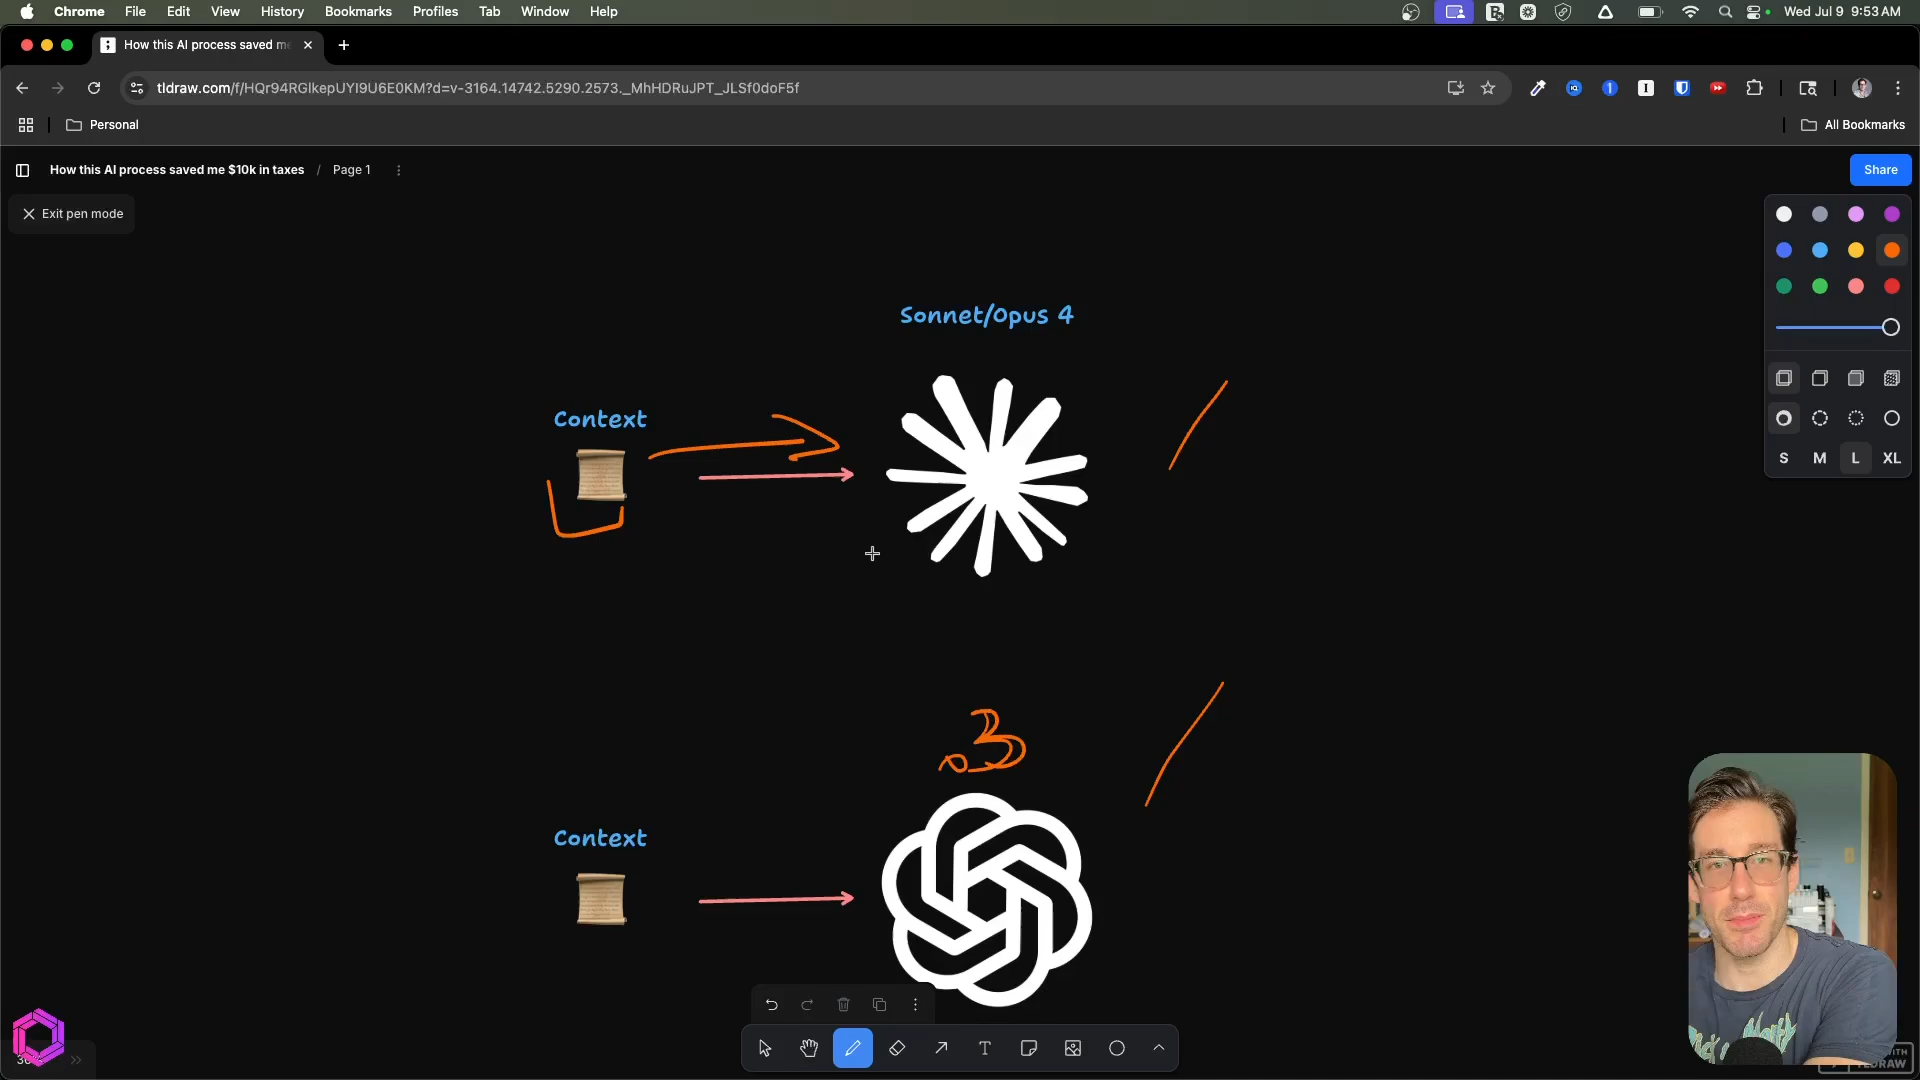 Chrome File Edit View History Bookmarks Profiles Tab Window Help
Wed Jul 9 9:53 AM
How this AI process saved me
tldraw.com/f/HQr94RGlkepUYI9U6E0KM?d=v-3164.14742.5290.2573._MhHDRuJPT_JLSf0doF5f
Personal
All Bookmarks
How this AI process saved me $10k in taxes / Page 1
Share
Exit pen mode
Sonnet/Opus 4
Context
S M L XL
o3
Context
T